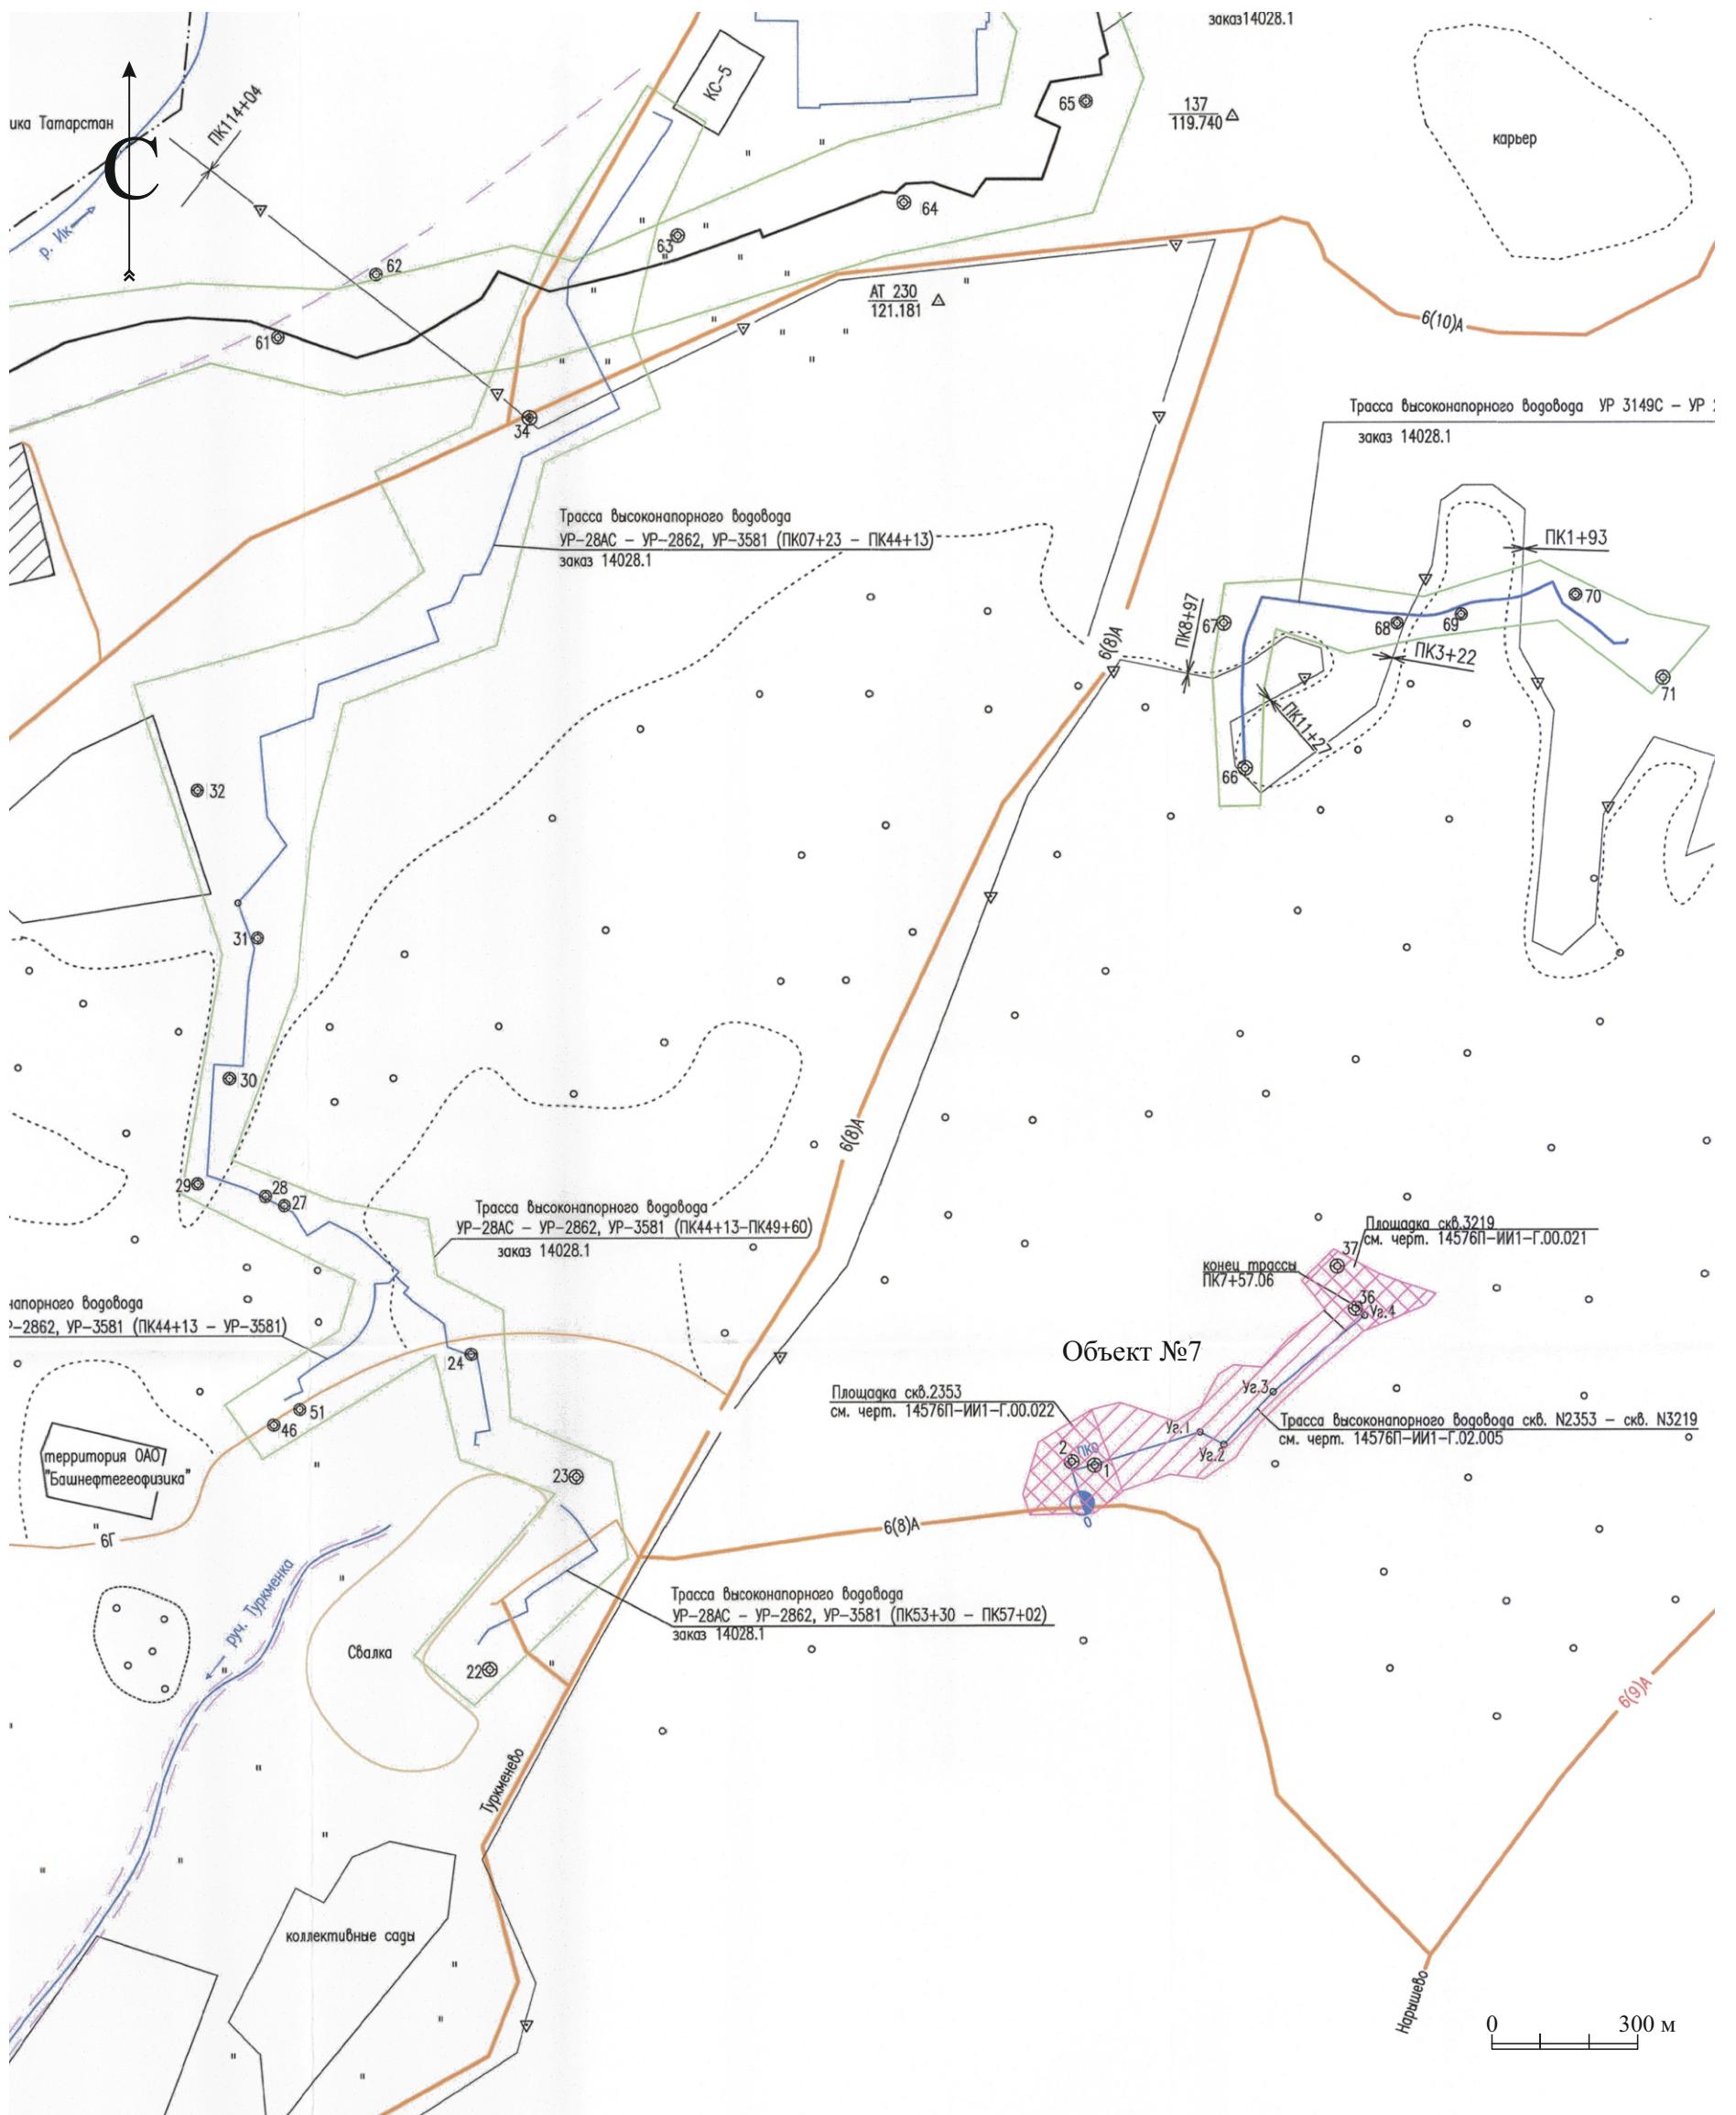 заказ14028.1
КС-5
65
137
119.740
карьер
ПК114+04
ика Татарстан
С
р. Ик
64
63
62
61
АТ 230
121.181
6(10)А
34
Трасса высоконапорного водовода УР 3149С - УР
заказ 14028.1
Трасса высоконапорного водовода
УР-28АС - УР-2862, УР-3581 (ПК07+23 - ПК44+13)
заказ 14028.1
ПК1+93
70
67
68
69
ПК8+97
6(8)А
ПК3+22
71
ПК11+27
66
32
31
30
6(8)А
29
28
27
Трасса высоконапорного водовода
УР-28АС - УР-2862, УР-3581 (ПК44+13-ПК49+60)
заказ 14028.1
Площадка скв.3219
см. черт. 14576П-ИИ1-Г.00.021
37
конец трассы
ПК7+57.06
36
Уг.4
напорного водовода
Р-2862, УР-3581 (ПК44+13 - УР-3581)
24
Объект №7
Уг.3
Площадка скв.2353
см. черт. 14576П-ИИ1-Г.00.022
51
46
Трасса высоконапорного водовода скв. N2353 - скв. N3219
см. черт. 14576П-ИИ1-Г.02.005
Уг.1
Уг.2
2
ПК0
1
территория ОАО
"Башнефтегеофизика"
23
0
6(8)А
6Г
руч. Туркменка
Трасса высоконапорного водовода
УР-28АС - УР-2862, УР-3581 (ПК53+30 - ПК57+02)
заказ 14028.1
Свалка
22
6(9)А
Туркменево
коллективные сады
Нарышево
0 300 м